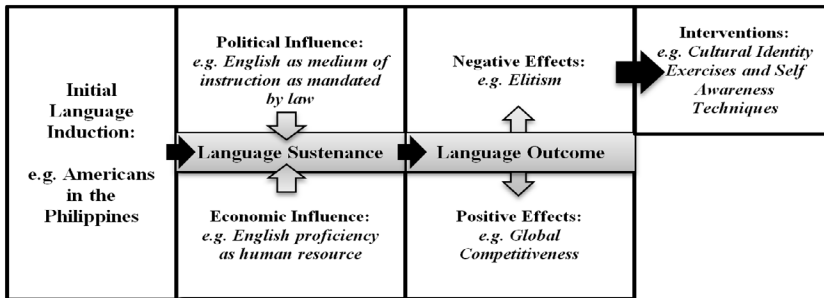 Initial
Language
Induction:
e.g. Americans
in the
Philippines
Political Influence:
e.g. English as medium of
instruction as mandated
by law
Language Sustenance
Economic Influence:
e.g. English proficiency
as human resource
Negative Effects:
e.g. Elitism
Language Outcome
Positive Effects:
e.g. Global
Competitiveness
Interventions:
e.g. Cultural Identity
Exercises and Self
Awareness
Techniques